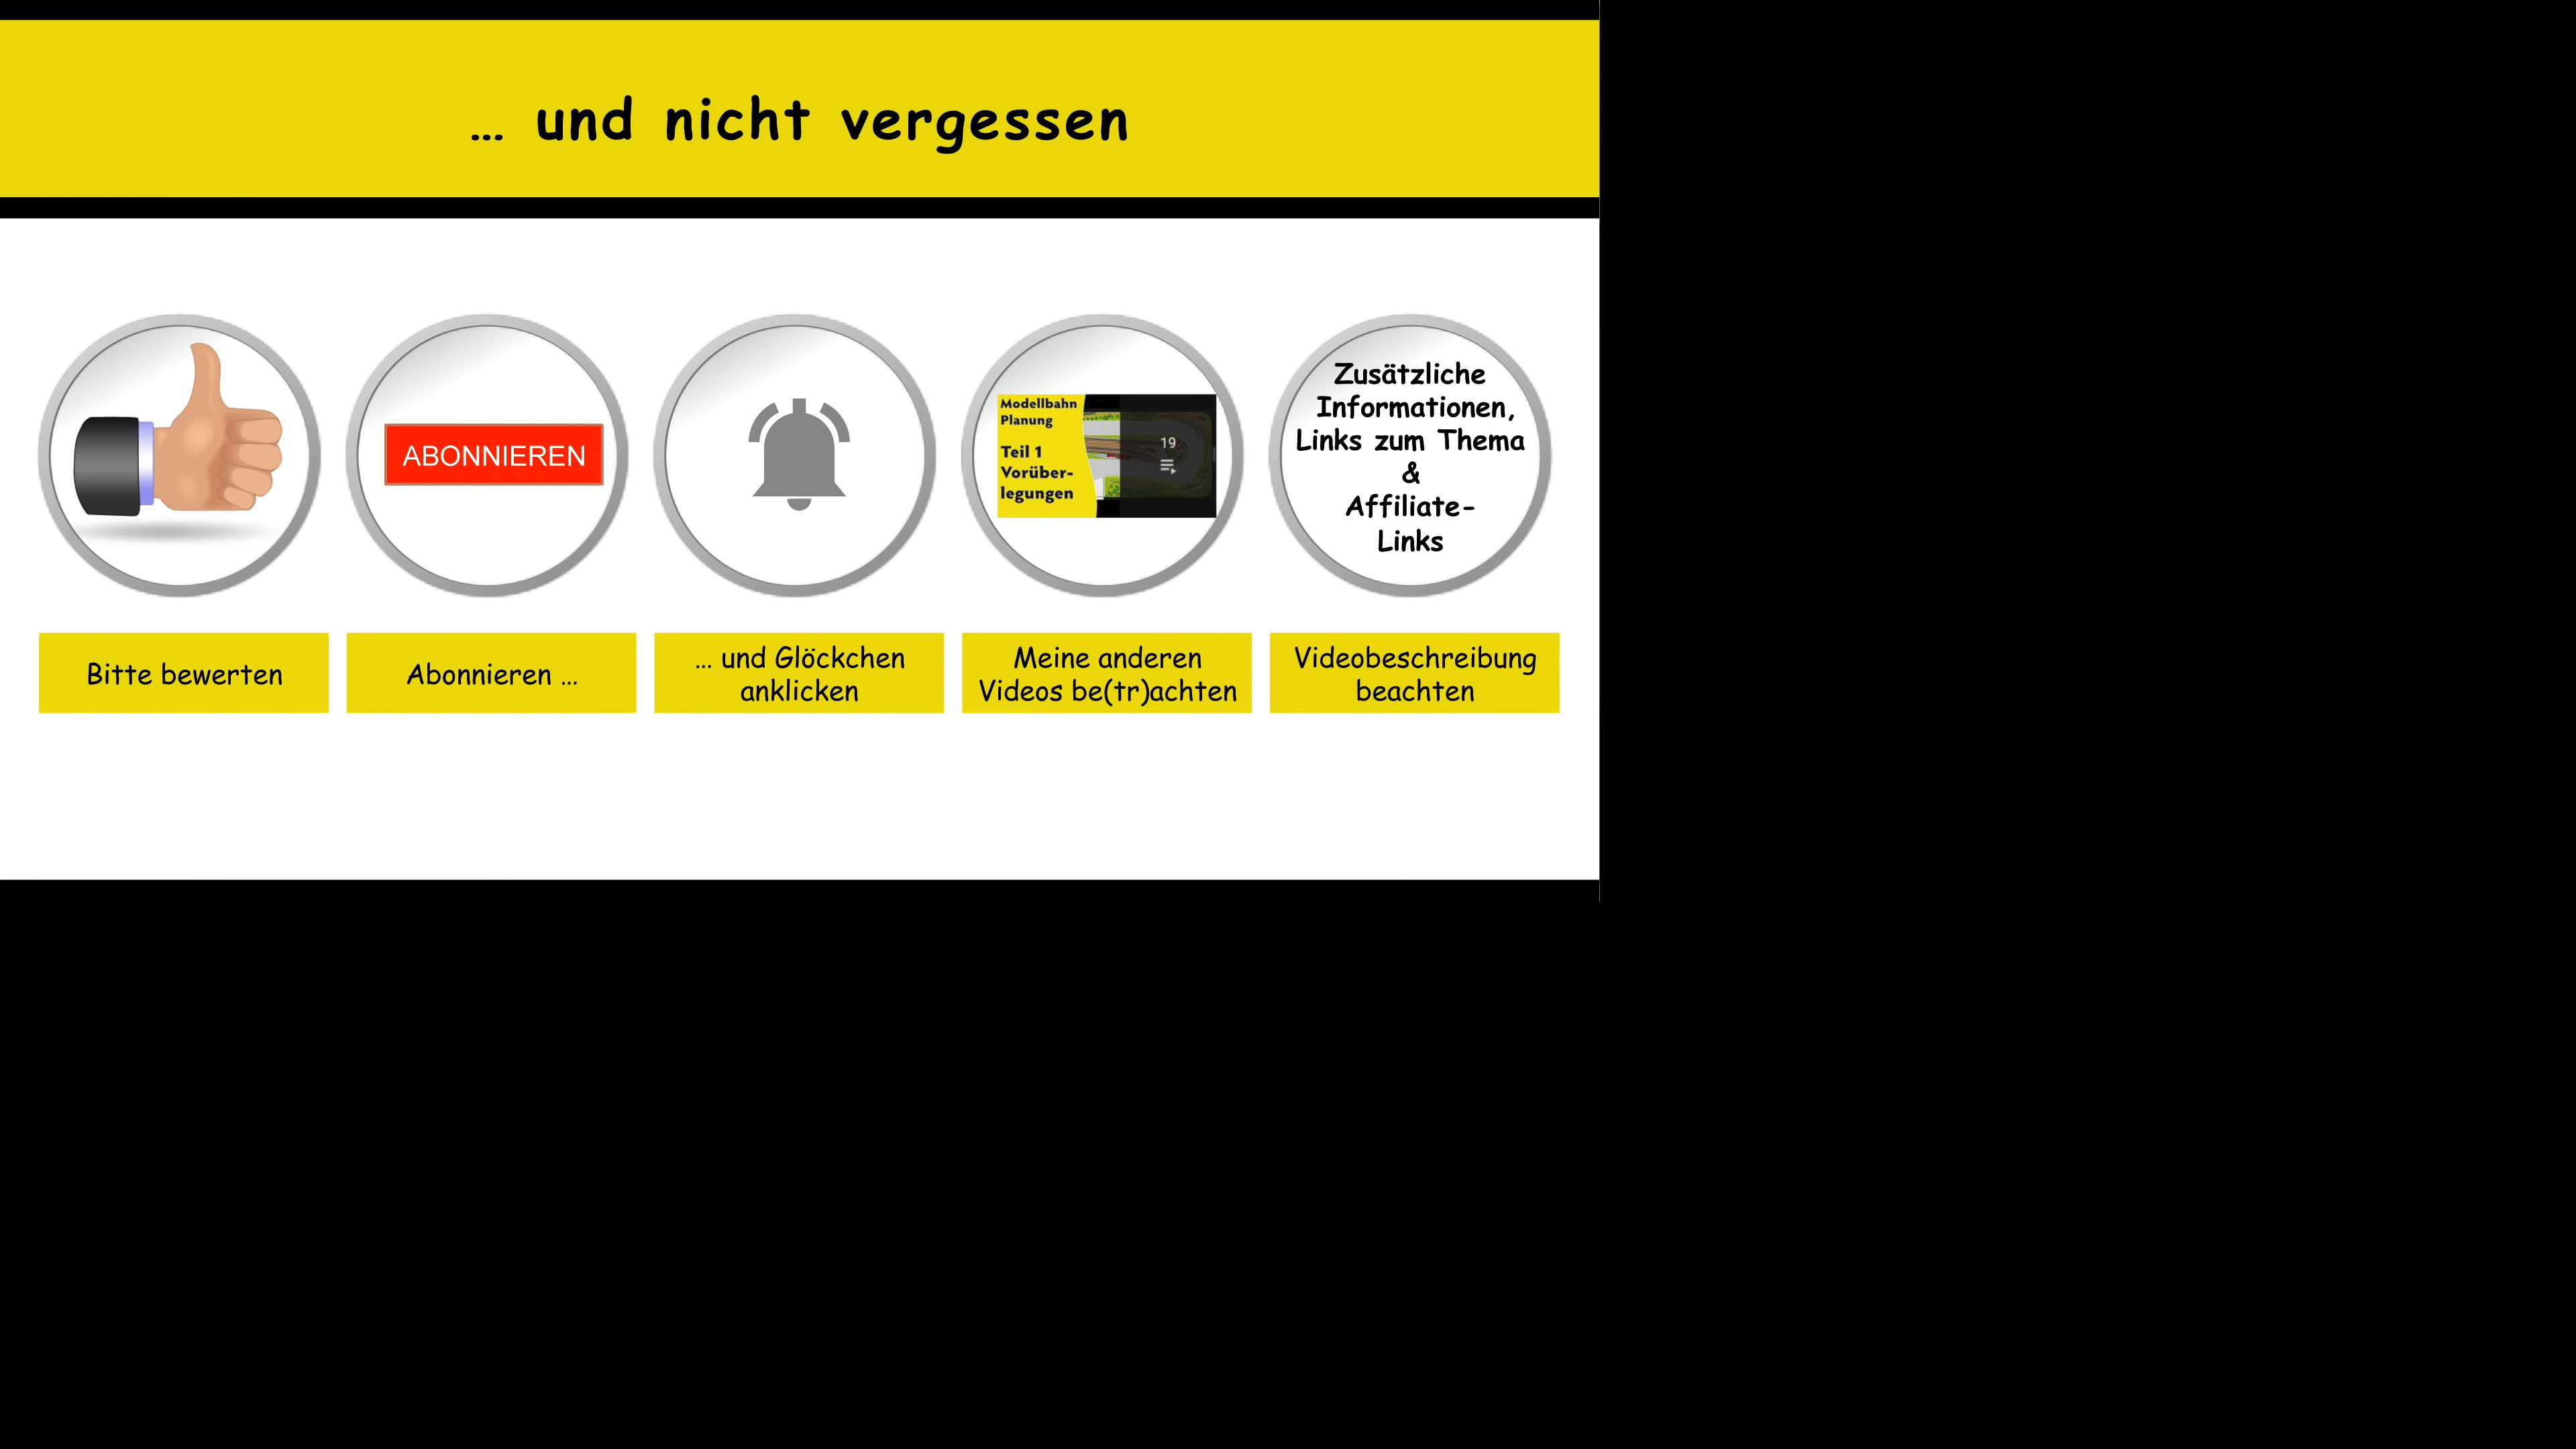 … und nicht vergessen
ABONNIEREN
Modellbahn
Planung
Teil 1
Vorüber-
legungen
19
Zusätzliche
Informationen,
Links zum Thema
&
Affiliate-
Links
Bitte bewerten
Abonnieren …
… und Glöckchen
anklicken
Meine anderen
Videos be(tr)achten
Videobeschreibung
beachten